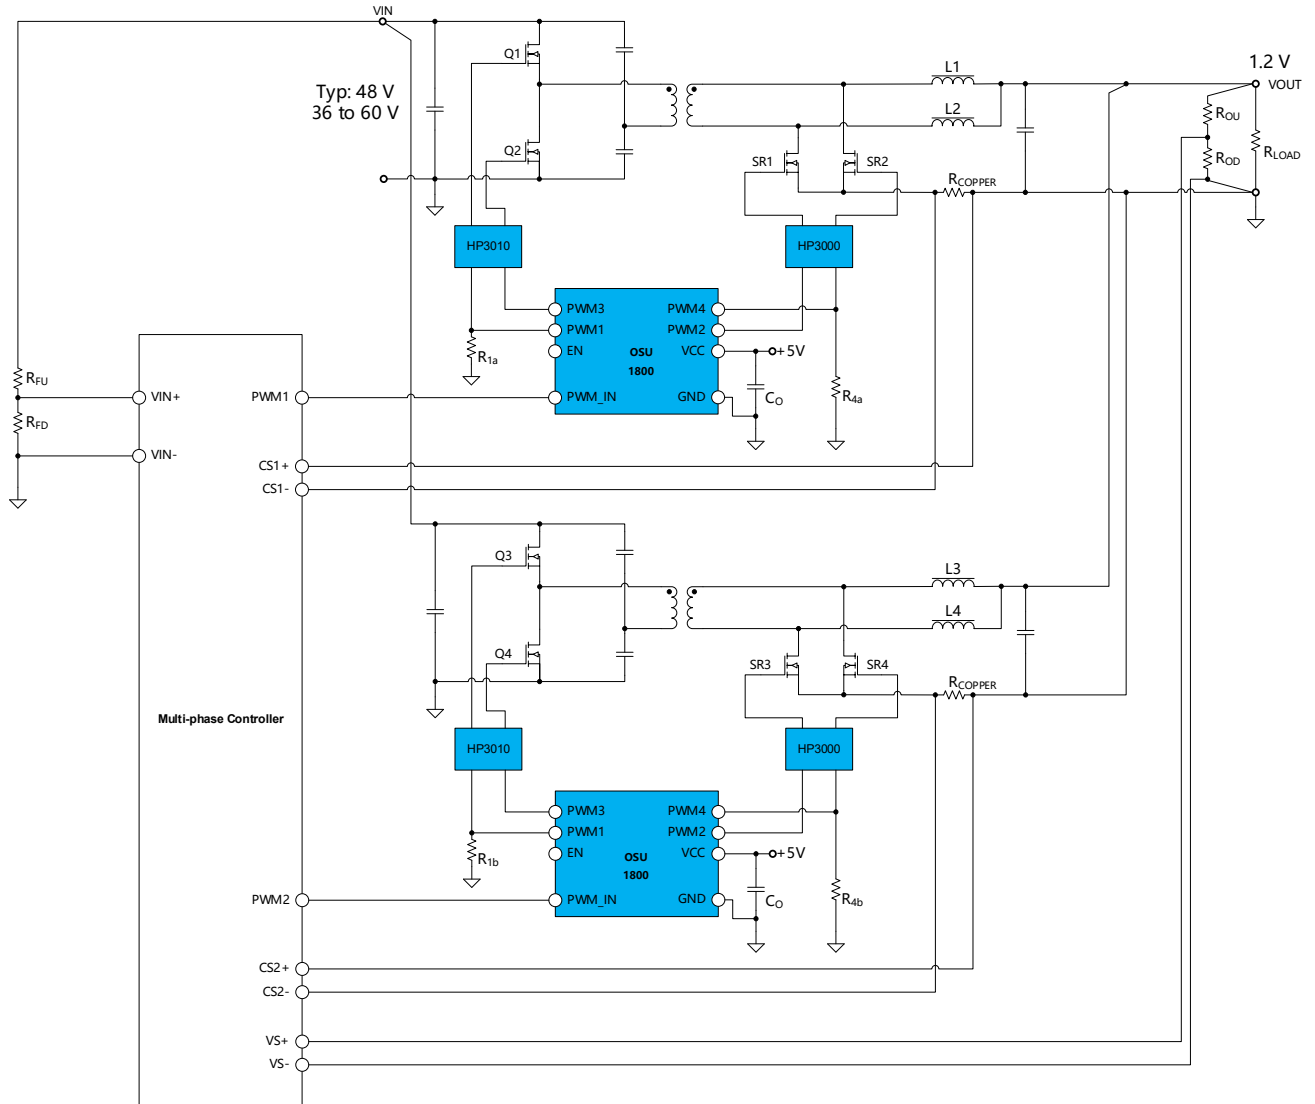 VIN
Q1
Typ: 48 V
36 to 60 V
Q2
L1
L2
1.2 V
VOUT
ROU
ROD
RLOAD
SR1
SR2
RCOPPER
HP3010
HP3000
PWM3
PWM4
PWM1
PWM2
EN
OSU
1800
VCC
+5V
PWM_IN
GND
R1a
CO
R4a
RFU
RFD
VIN+
VIN-
PWM1
CS1+
CS1-
Q3
Q4
L3
L4
SR3
SR4
RCOPPER
Multi-phase Controller
HP3010
HP3000
PWM3
PWM4
PWM1
PWM2
EN
OSU
1800
VCC
+5V
PWM_IN
GND
R1b
CO
R4b
PWM2
CS2+
CS2-
VS+
VS-